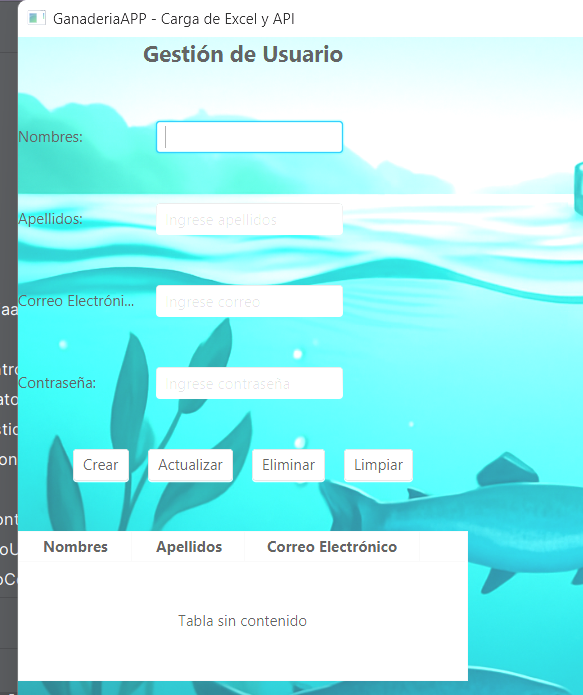 GanaderiaAPP - Carga de Excel y API
Gestión de Usuario
Nombres:
Apellidos:
Ingrese apellidos
Correo Electróni...
Ingrese correo
Contraseña:
Ingrese contraseña
Crear
Actualizar
Eliminar
Limpiar
Nombres
Apellidos
Correo Electrónico
Tabla sin contenido